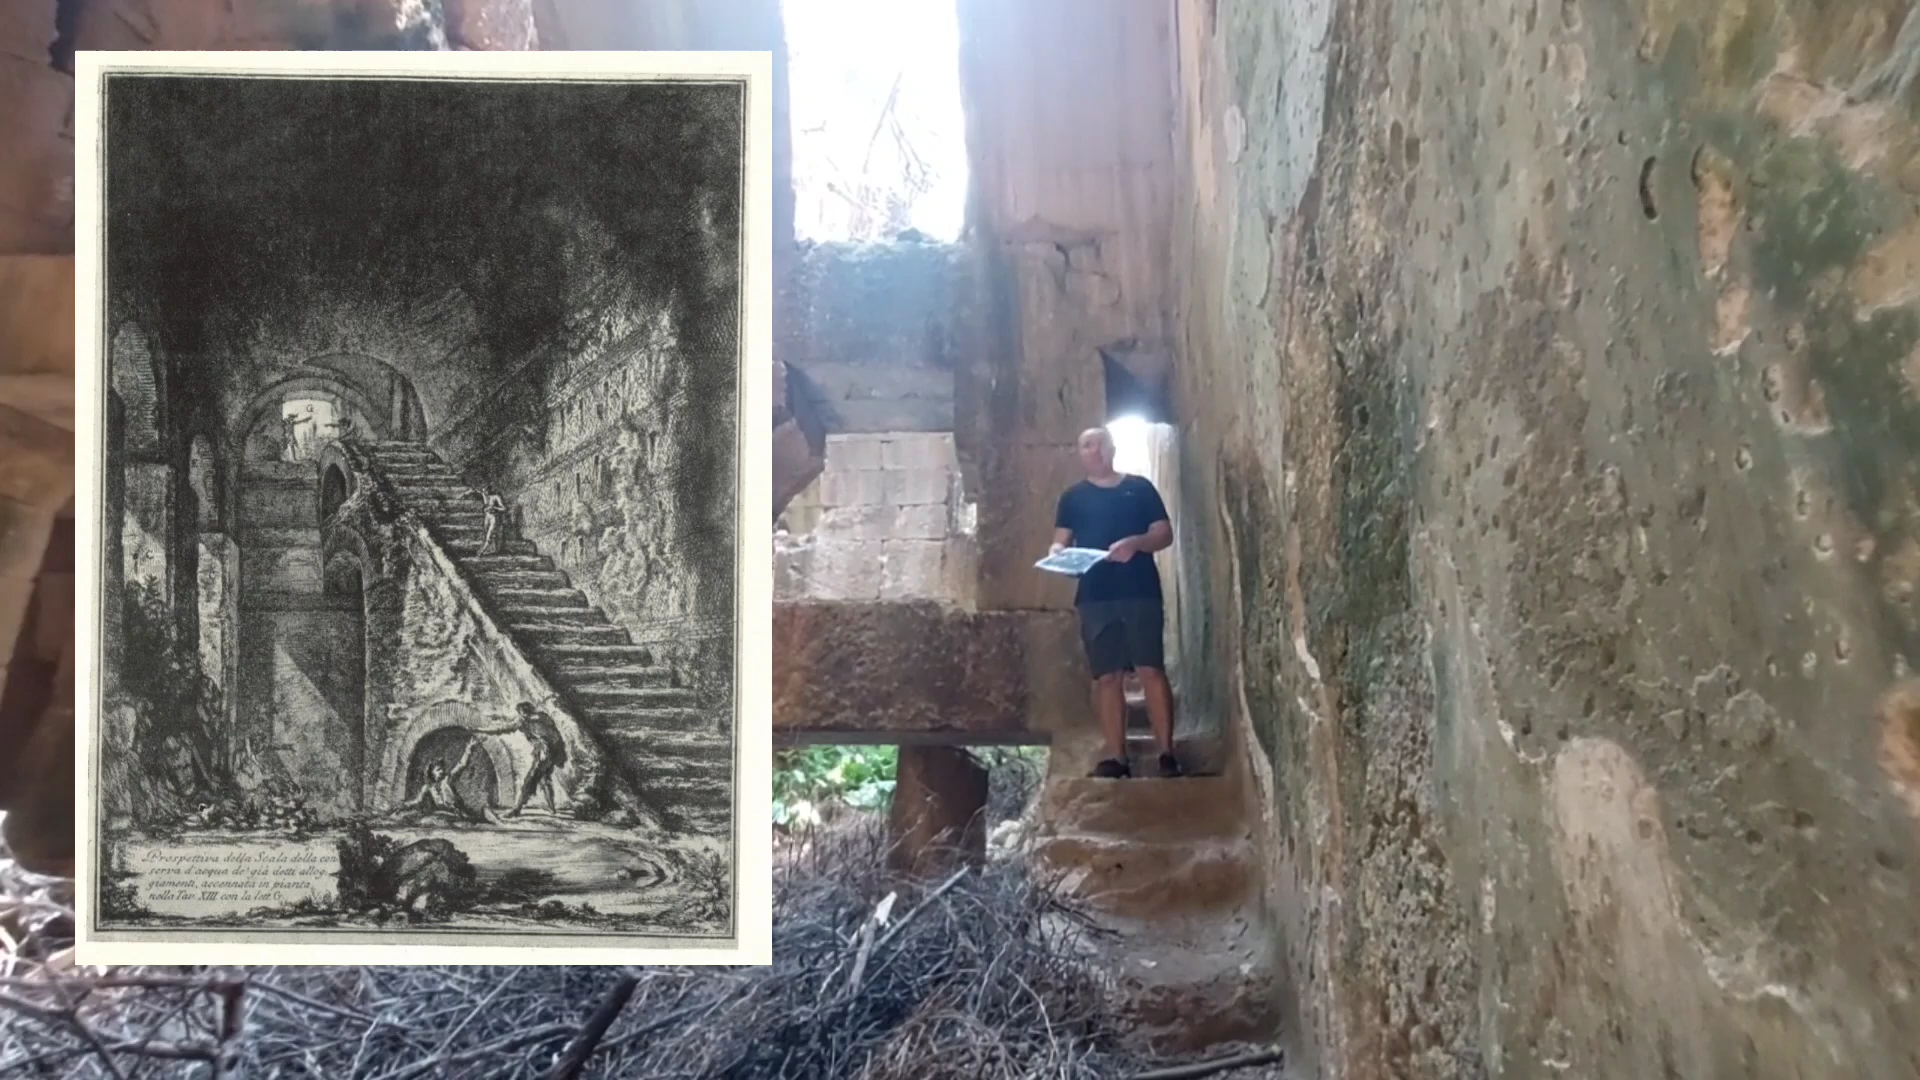 G
Prospettiva della Scala della con
serva d'acqua de' già detti allog.
giamenti, accennata in pianta
nella Tav. XIII con la lett. G.